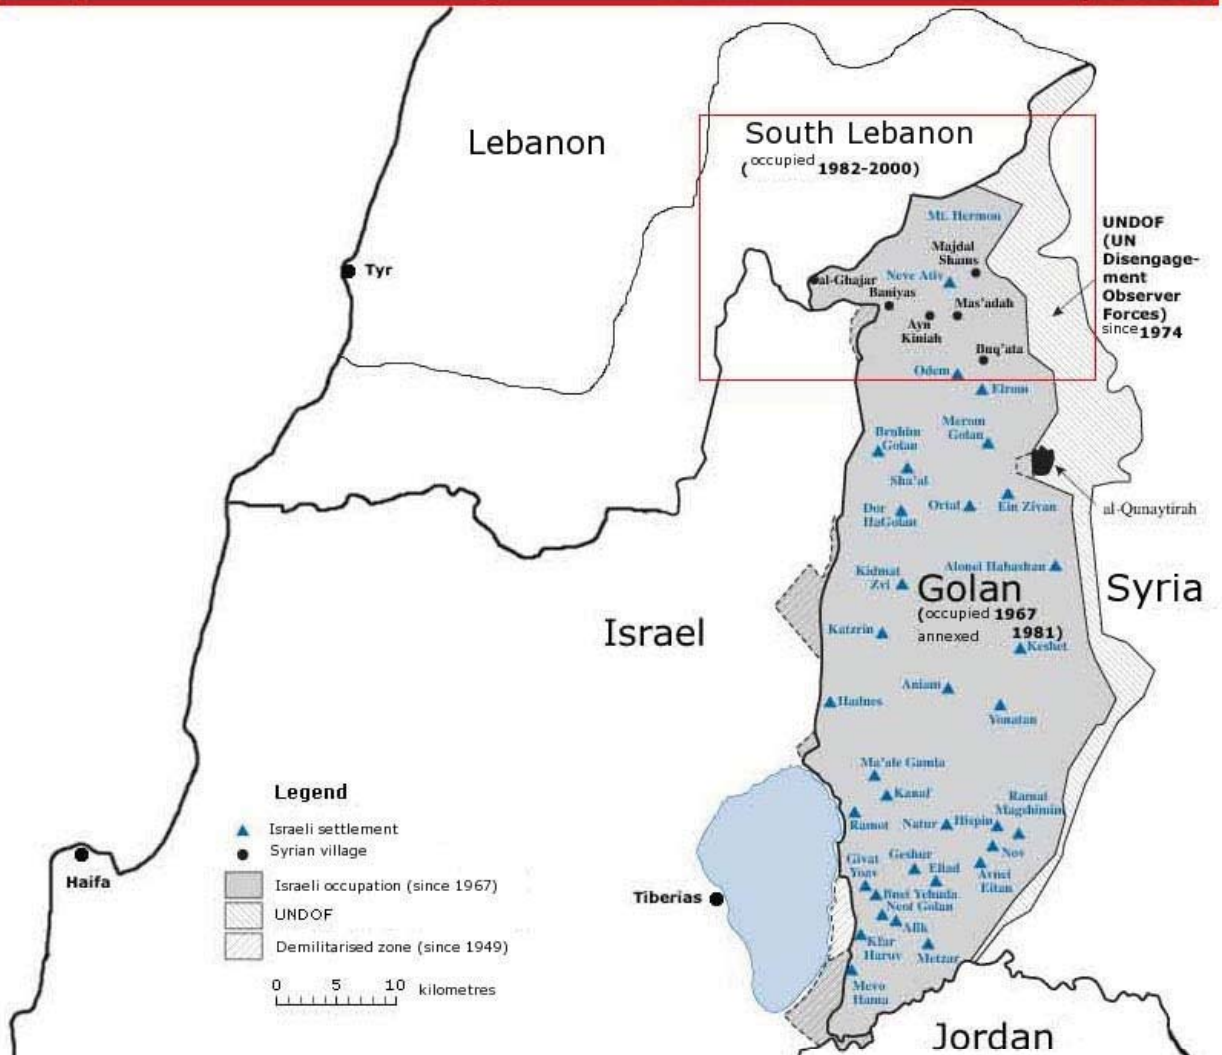 Lebanon
South Lebanon
(occupied 1982-2000)
Mt. Hermon
UNDOF
(UN
Disengage-
ment
Observer
Forces)
since 1974
Majdal
Shams
Tyr
al-Ghajar
Neve Ativ
Baniyas
Mas'adah
Ayn
Kiniah
Buq'ata
Odem
Elrom
Merom
Golan
Bruhim
Golan
Sha'al
Dor
HaGolan
Ortal
Ein Zivan
al-Qunaytirah
Kidmat
Zvi
Alonei Habashan
Golan
(occupied 1967
annexed 1981)
Syria
Israel
Katzrin
Keshet
Aniam
Hadnes
Yonatan
Ma'ale Gamla
Kanaf
Ramat
Magshimim
Ramot
Natur
Hispin
Nov
Givat
Yoav
Geshur
Eliad
Avnei
Eitan
Bnei Yehuda
Neot Golan
Afik
Kfar
Haruv
Metzar
Mevo
Hama
Tiberias
Haifa
Legend
Israeli settlement
Syrian village
Israeli occupation (since 1967)
UNDOF
Demilitarised zone (since 1949)
0 5 10 kilometres
Jordan